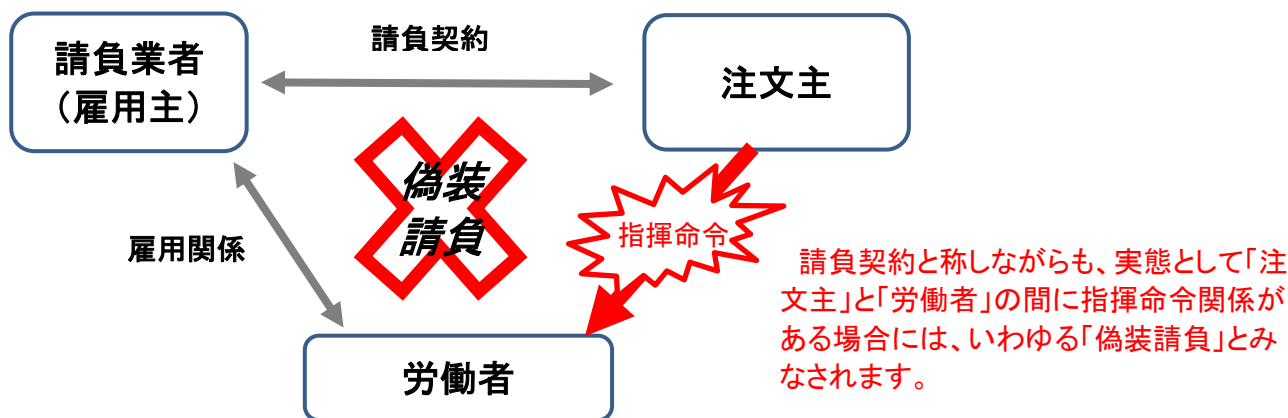 請負契約
請負業者
（雇用主）
注文主
偽装
請負
指揮命令
雇用関係
請負契約と称しながらも、実態として｢注
文主｣と｢労働者｣の間に指揮命令関係が
ある場合には、いわゆる｢偽装請負｣とみ
なされます。
労働者